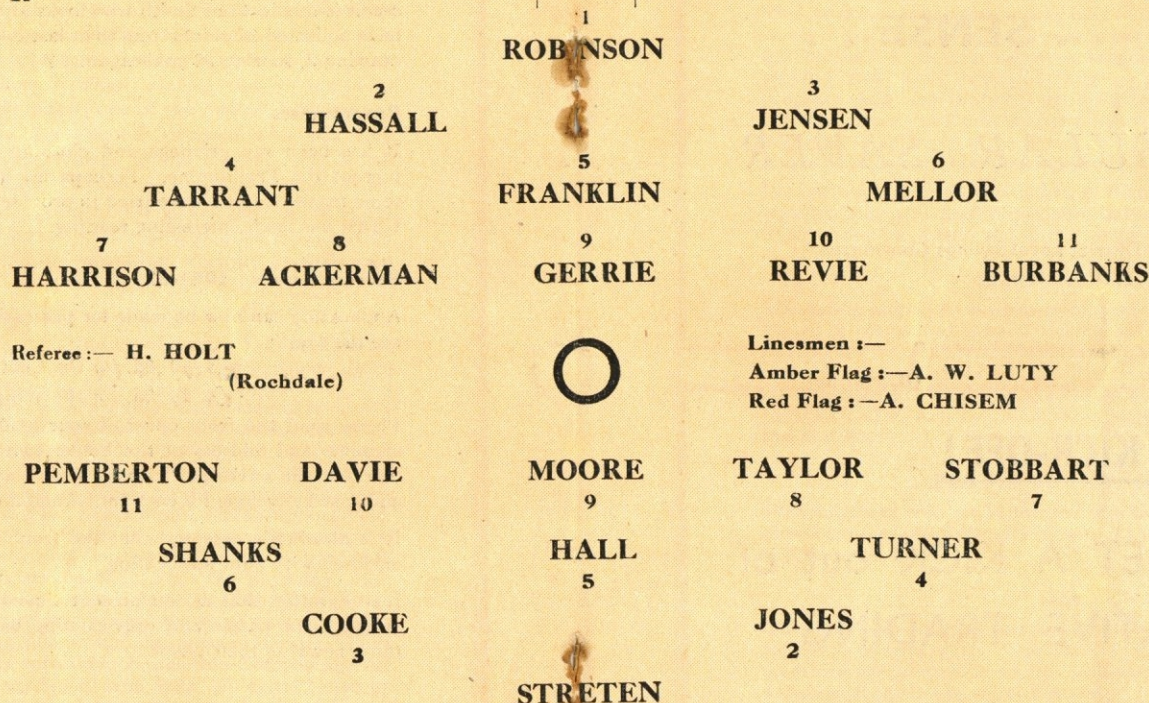 1
ROBINSON
2 3
HASSALL JENSEN
4 5 6
TARRANT FRANKLIN MELLOR
7 8 9 10 11
HARRISON ACKERMAN GERRIE REVIE BURBANKS
Referee :— H. HOLT
(Rochdale)
Linesmen :—
Amber Flag :—A. W. LUTY
Red Flag :—A. CHISEM
PEMBERTON DAVIE MOORE TAYLOR STOBBART
11 10 9 8 7
SHANKS HALL TURNER
6 5 4
COOKE JONES
3 2
STRETEN